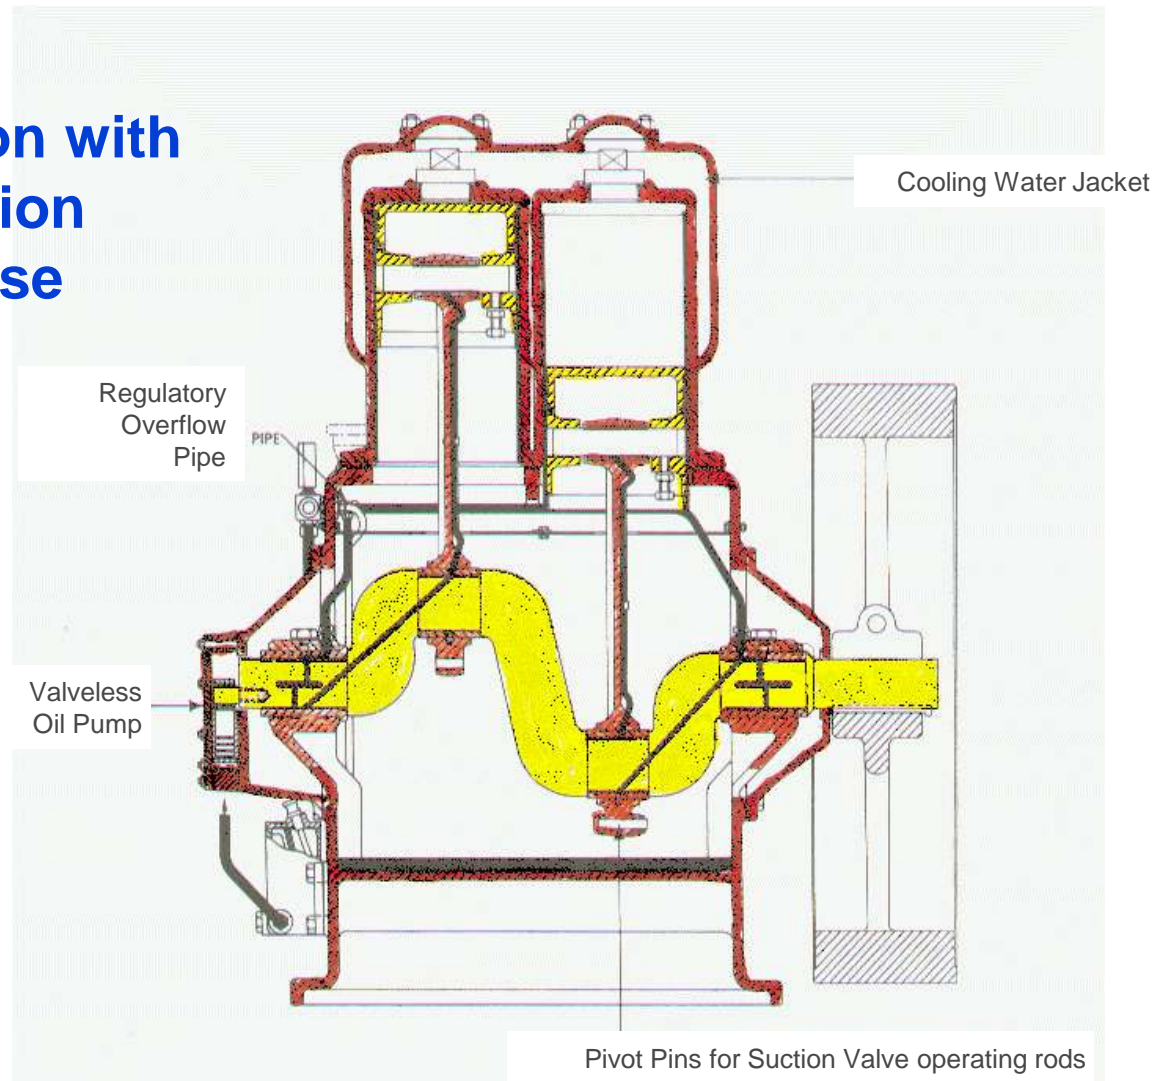 on with
ion
se
Cooling Water Jacket
Regulatory
Overflow
Pipe
PIPE
Valveless
Oil Pump
Pivot Pins for Suction Valve operating rods